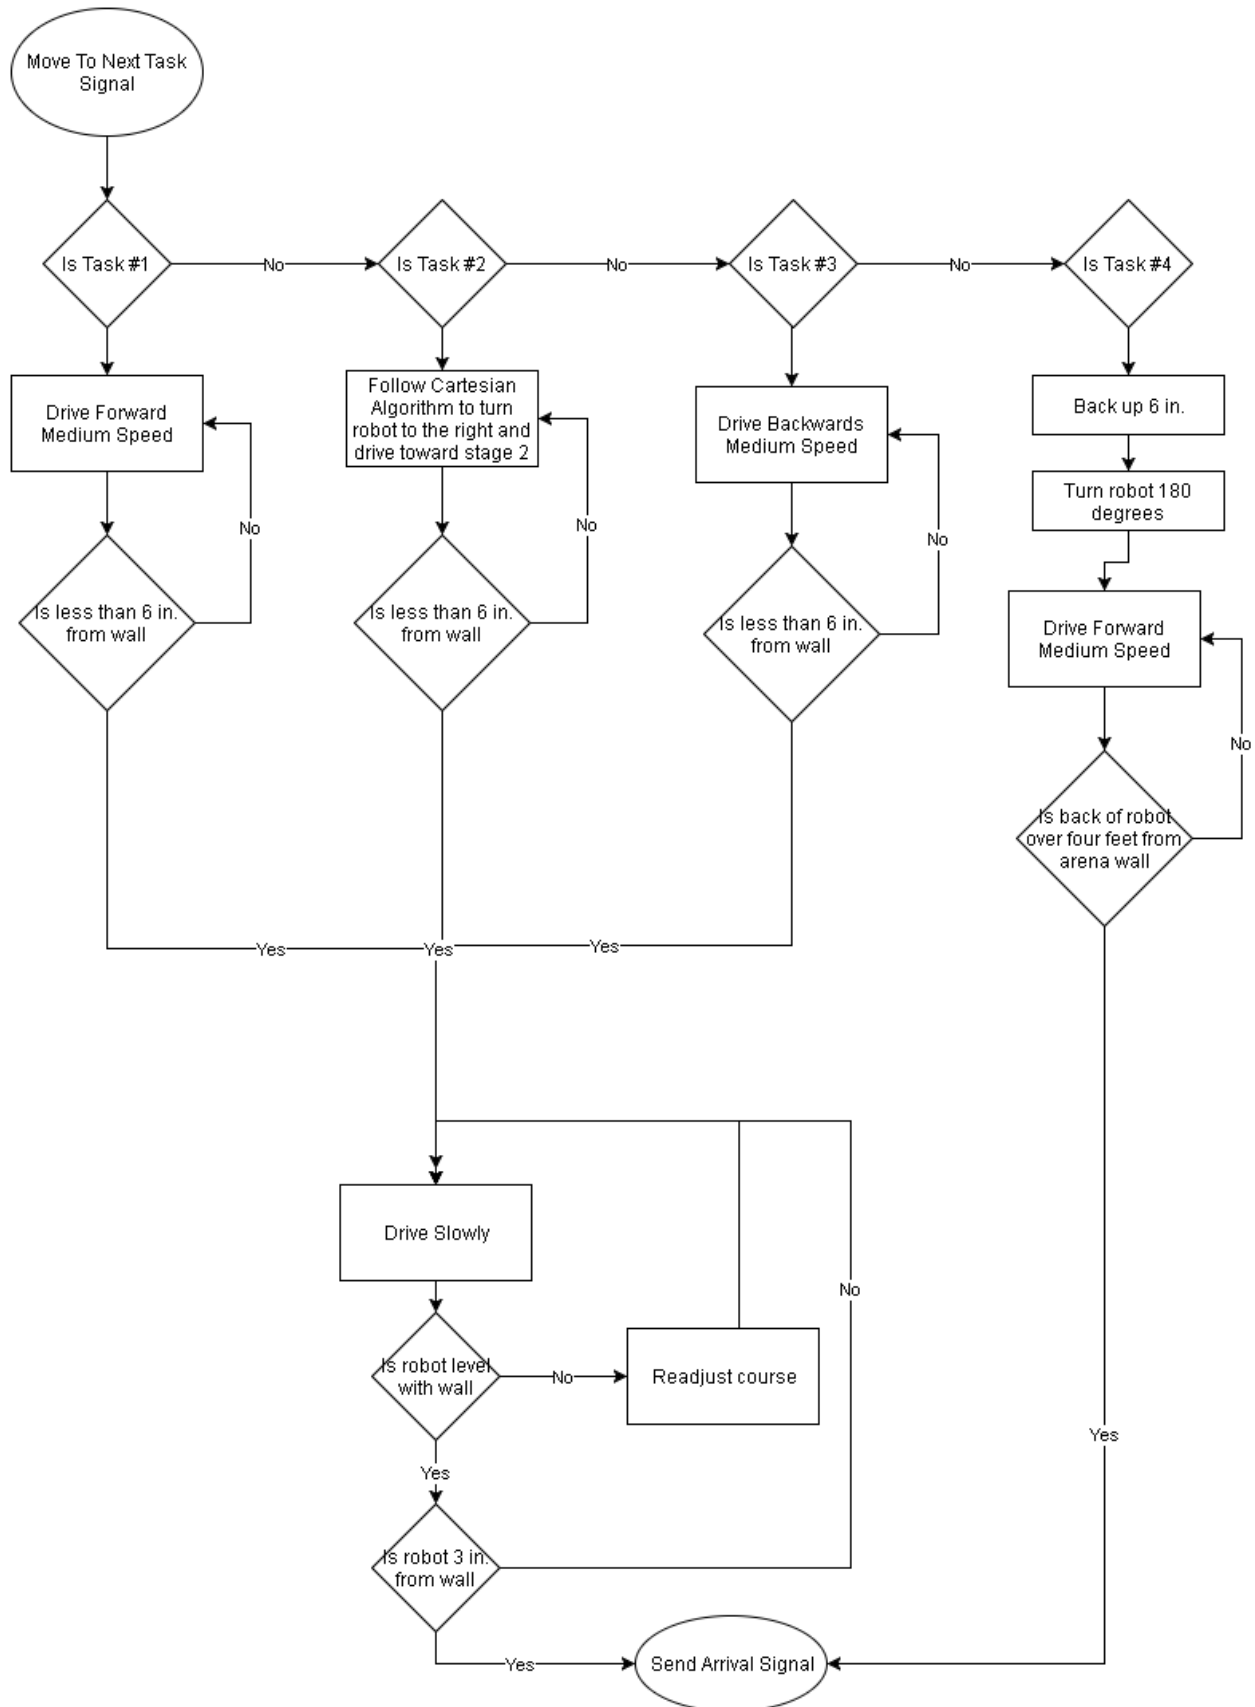 Move To Next Task
Signal
Is Task #1
No
Is Task #2
No
Is Task #3
No
Is Task #4
Drive Forward
Medium Speed
Follow Cartesian
Algorithm to turn
robot to the right and
drive toward stage 2
Drive Backwards
Medium Speed
Back up 6 in.
Turn robot 180
degrees
No
No
No
Is less than 6 in.
from wall
Is less than 6 in.
from wall
Is less than 6 in.
from wall
Drive Forward
Medium Speed
No
Is back of robot
over four feet from
arena wall
Yes
Yes
Yes
Drive Slowly
No
Is robot level
with wall
No
Readjust course
Yes
Yes
Is robot 3 in.
from wall
Yes
Send Arrival Signal